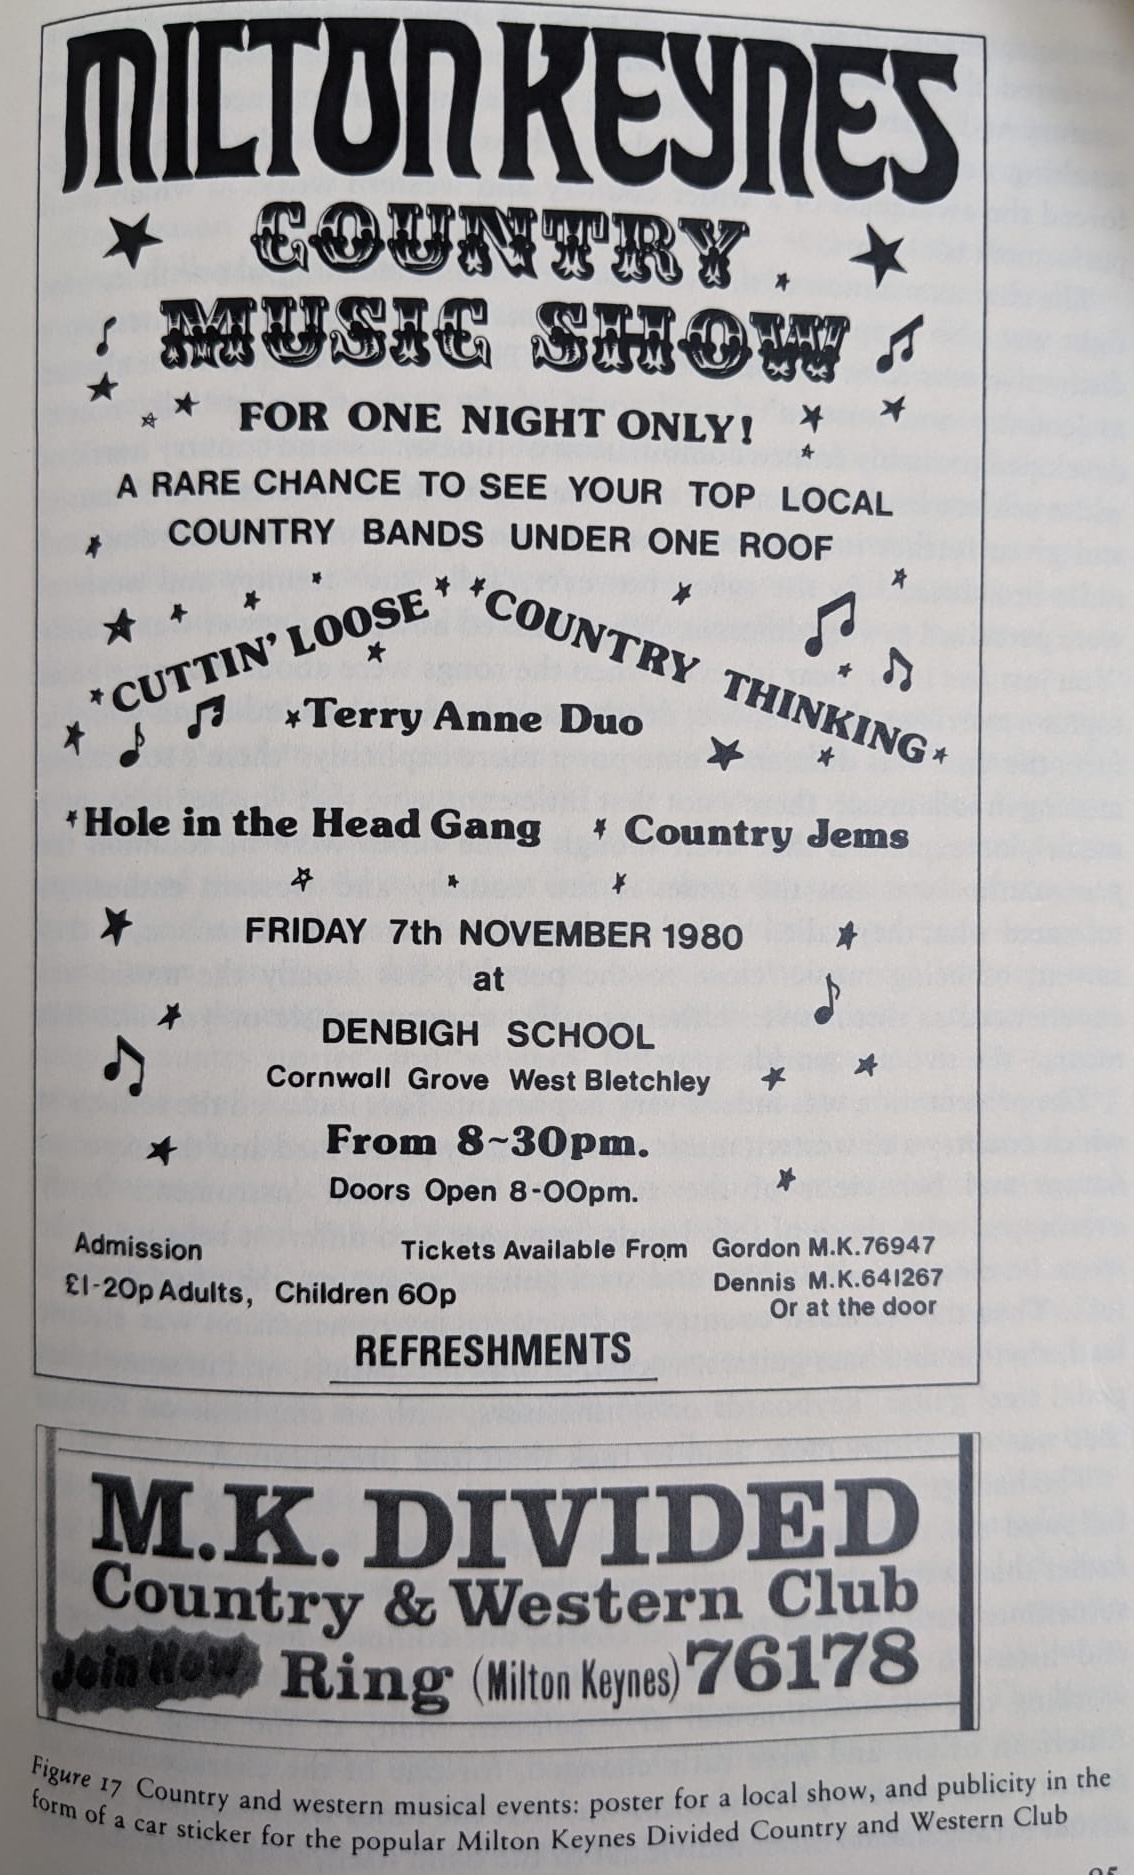 MILTON KEYNES
COUNTRY
MUSIC SHOW
FOR ONE NIGHT ONLY!
A RARE CHANCE TO SEE YOUR TOP LOCAL
COUNTRY BANDS UNDER ONE ROOF
*CUTTIN' LOOSE* *COUNTRY THINKING*
*Terry Anne Duo
*Hole in the Head Gang *Country Jems
FRIDAY 7th NOVEMBER 1980
at
DENBIGH SCHOOL
Cornwall Grove West Bletchley
From 8~30pm.
Doors Open 8-00pm.
Admission Tickets Available From Gordon M.K.76947
£1-20p Adults, Children 60p Dennis M.K.641267
Or at the door
REFRESHMENTS
M.K. DIVIDED
Country & Western Club
Join Now Ring (Milton Keynes) 76178
Figure 17 Country and western musical events: poster for a local show, and publicity in the
form of a car sticker for the popular Milton Keynes Divided Country and Western Club